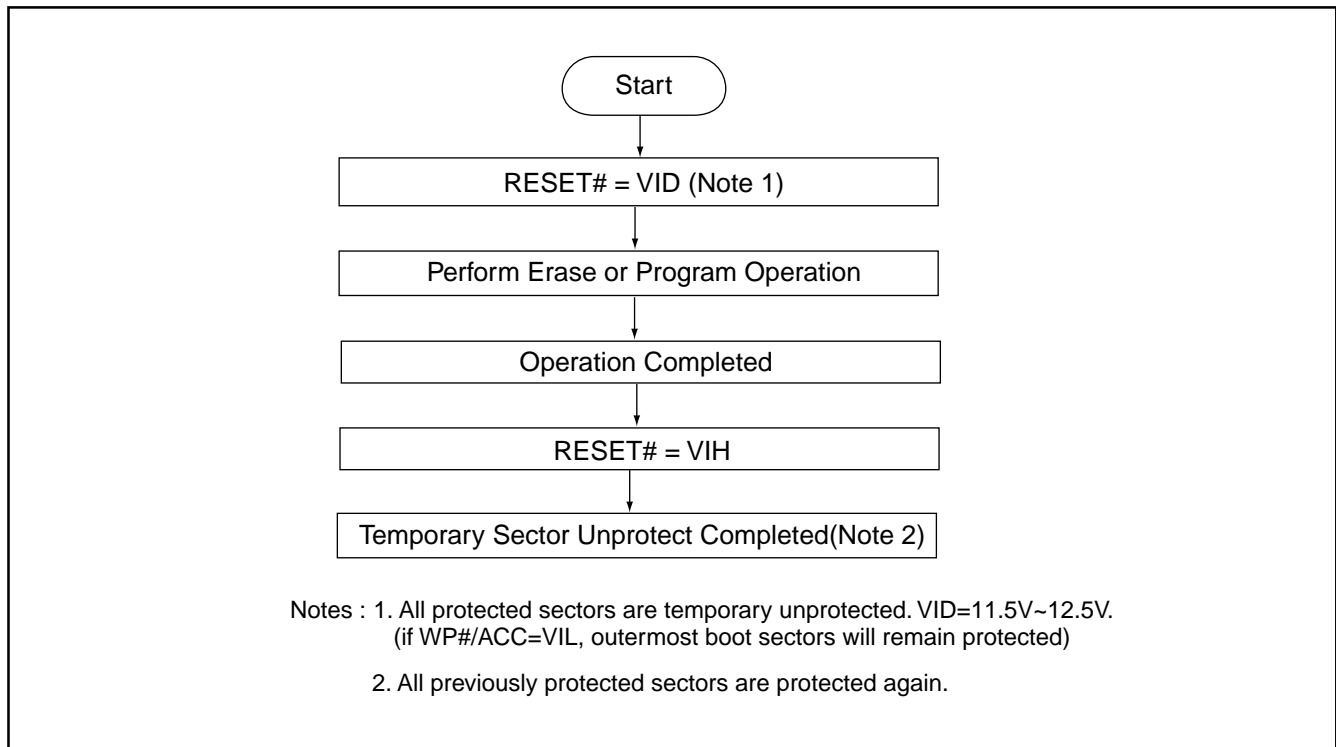 Start
RESET# = VID (Note 1)
Perform Erase or Program Operation
Operation Completed
RESET# = VIH
Temporary Sector Unprotect Completed(Note 2)
Notes : 1. All protected sectors are temporary unprotected. VID=11.5V~12.5V.
(if WP#/ACC=VIL, outermost boot sectors will remain protected)
2. All previously protected sectors are protected again.